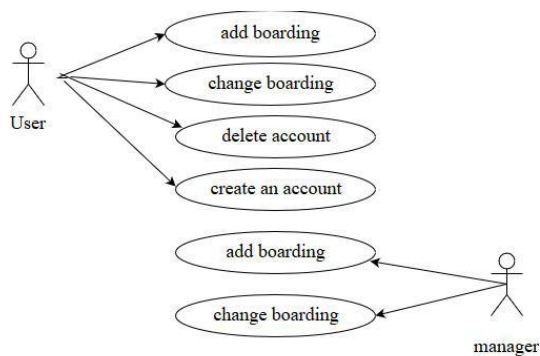 add boarding
change boarding
User
delete account
create an account
add boarding
change boarding
manager